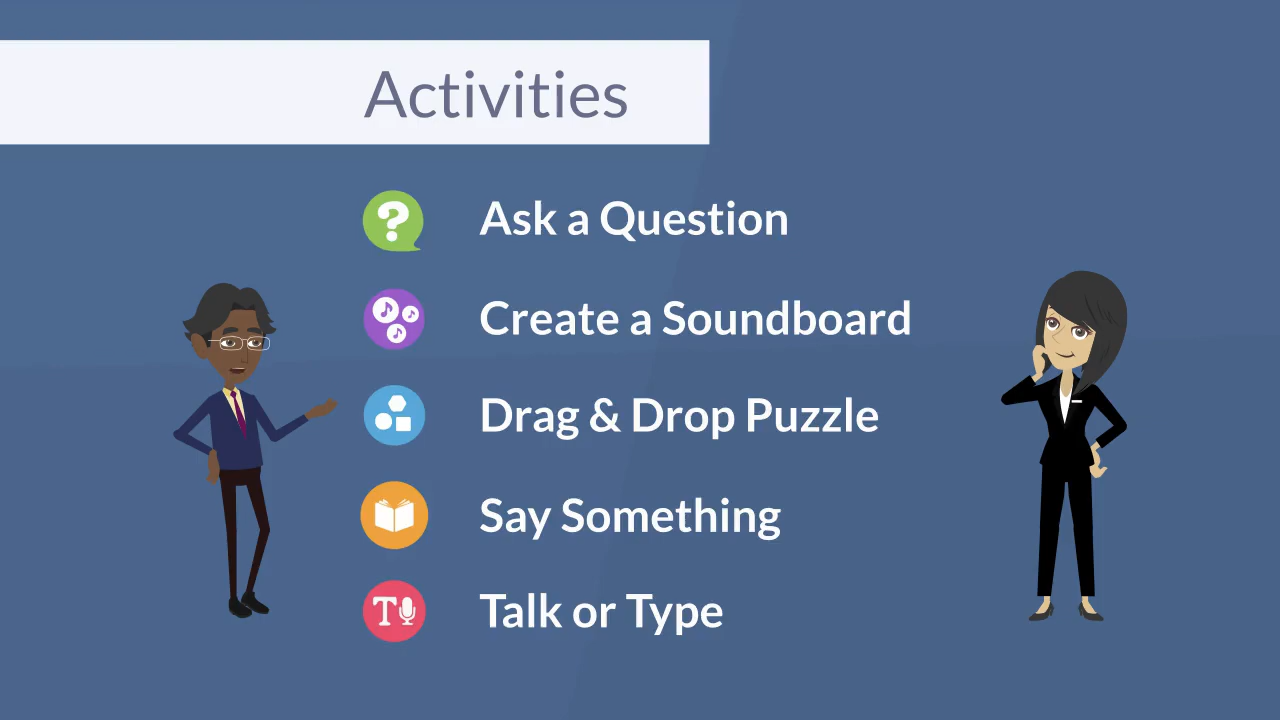 Activities
Ask a Question
Create a Soundboard
Drag & Drop Puzzle
Say Something
Talk or Type